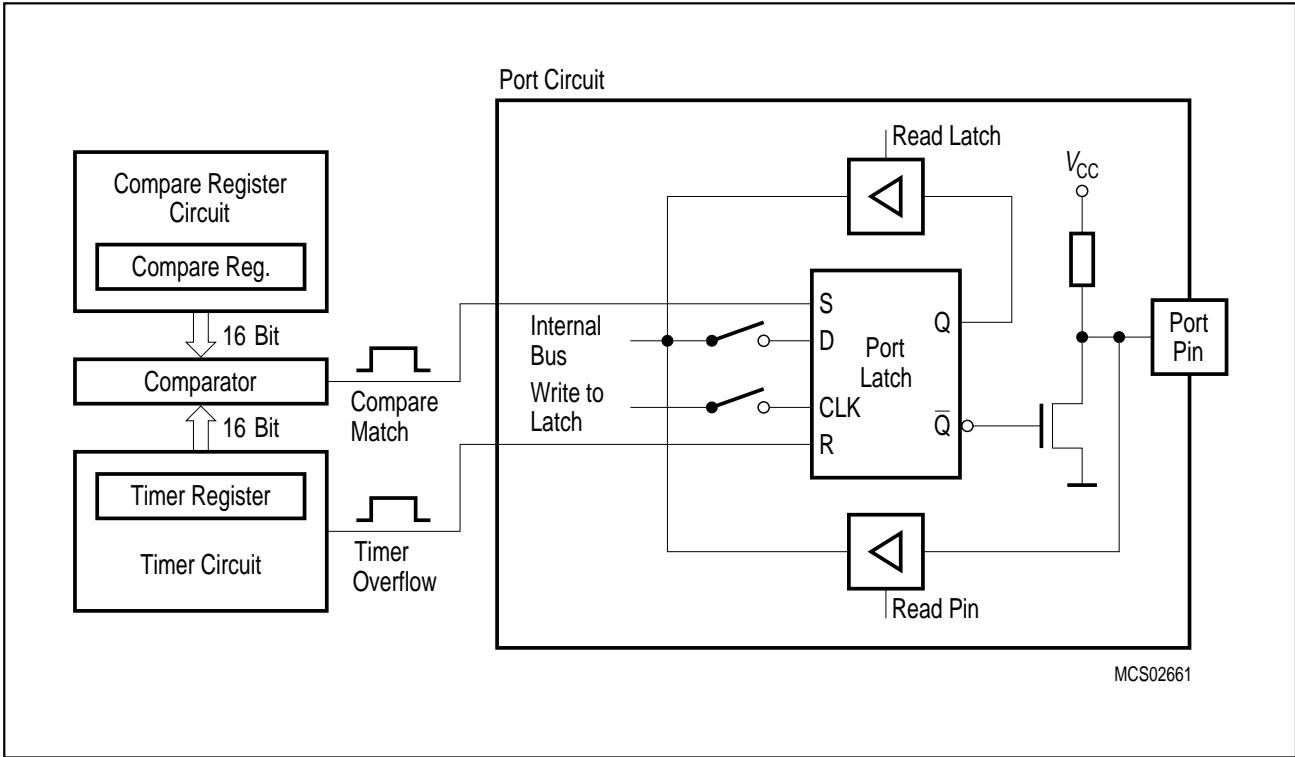 Port Circuit
Compare Register
Circuit
Compare Reg.
16 Bit
Comparator
16 Bit
Timer Register
Timer Circuit
Compare
Match
Timer
Overflow
Read Latch
VCC
Internal
Bus
Write to
Latch
S
D
CLK
R
Port
Latch
Q
Q̅
Port
Pin
Read Pin
MCS02661